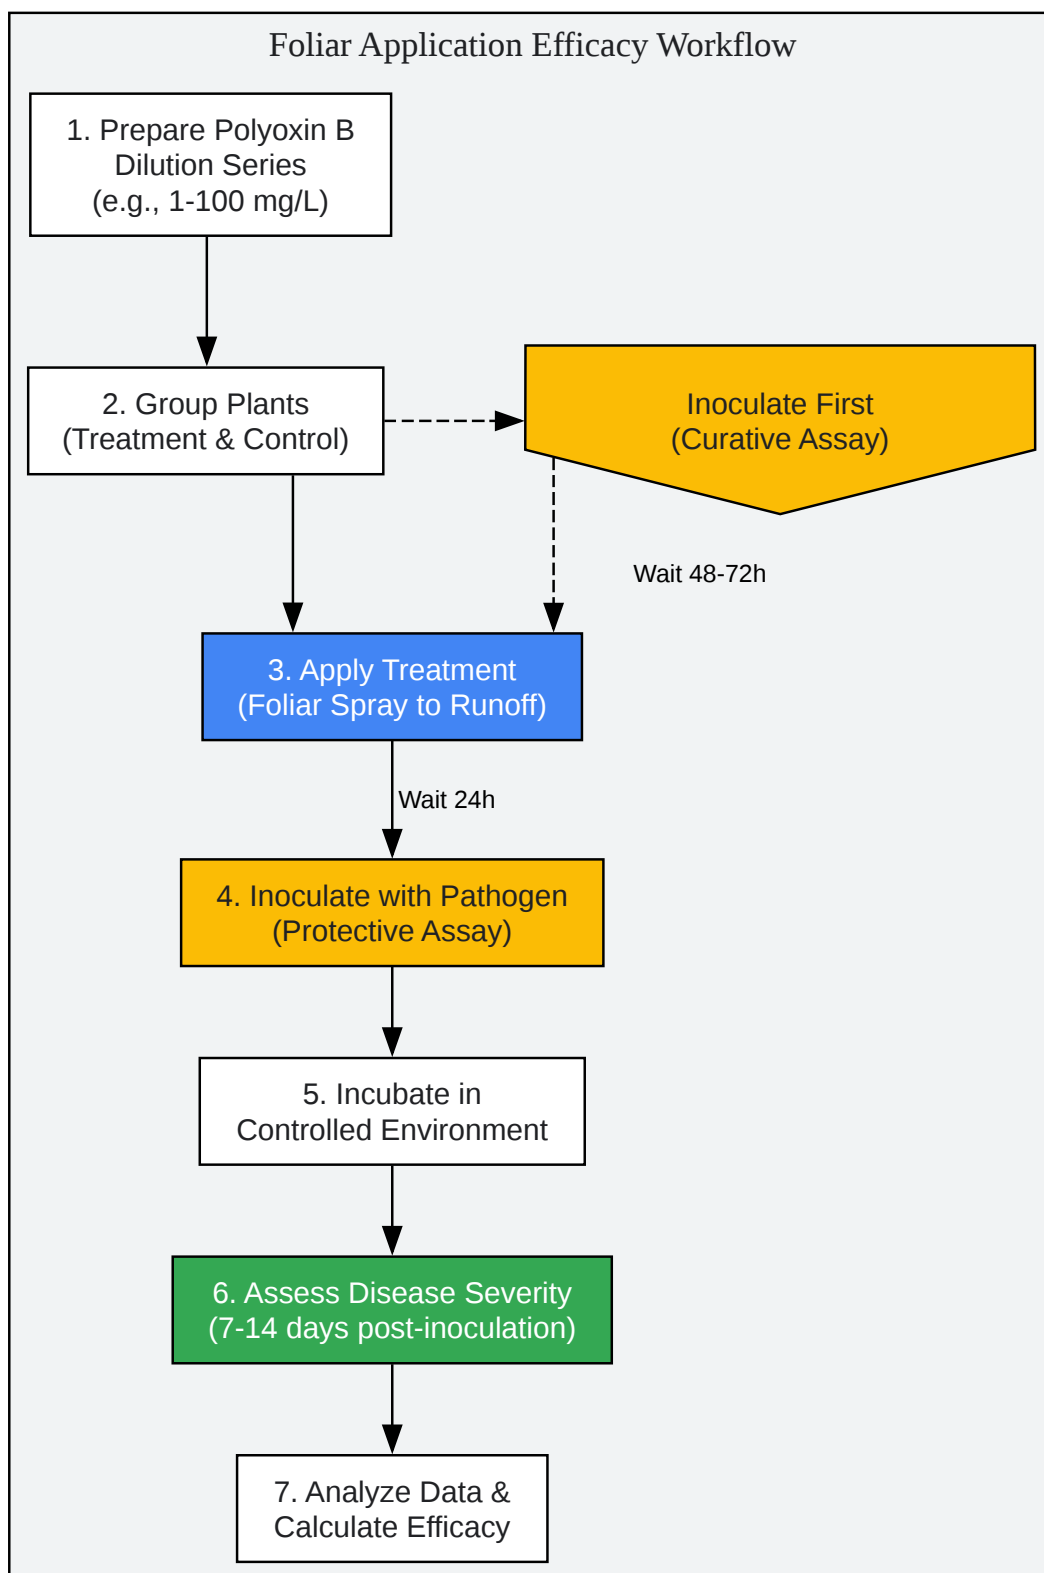 Foliar Application Efficacy Workflow
1. Prepare Polyoxin B
Dilution Series
(e.g., 1-100 mg/L)
2. Group Plants
(Treatment & Control)
Inoculate First
(Curative Assay)
Wait 48-72h
3. Apply Treatment
(Foliar Spray to Runoff)
Wait 24h
4. Inoculate with Pathogen
(Protective Assay)
5. Incubate in
Controlled Environment
6. Assess Disease Severity
(7-14 days post-inoculation)
7. Analyze Data &
Calculate Efficacy